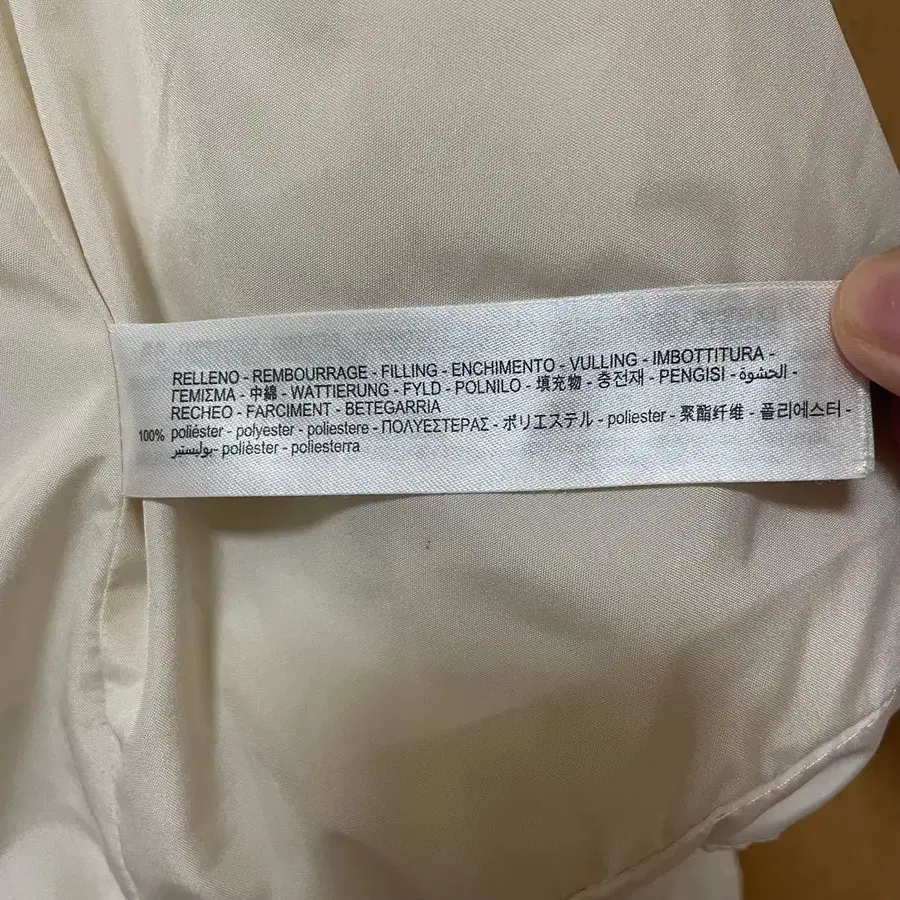 RELLENO - REMBOURRAGE - FILLING - ENCHIMENTO - VULLING - IMBOTTITURA -
ΓΕΜΙΣΜΑ - 中綿 - WATTIERUNG - FYLD - POLNILO - 填充物 - 충전재 - PENGISI - الحشوة -
RECHEO - FARCIMENT - BETEGARRIA
100% poliéster - polyester - poliestere - ΠΟΛΥΕΣΤΕΡΑΣ - ポリエステル - poliester - 聚酯纤维 - 폴리에스터 -
بوليستير- polièster - poliesterra